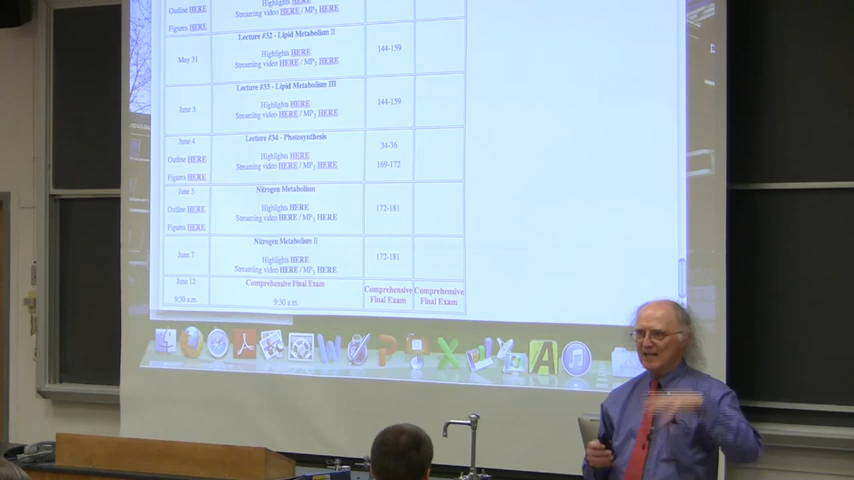 HERE
Outline HERE
Streaming video HERE / MP3 HERE
Figures HERE
Lecture #32 - Lipid Metabolism II
May 31
Highlights HERE
Streaming video HERE / MP3 HERE
144-159
Lecture #33 - Lipid Metabolism III
June 3
Highlights HERE
Streaming video HERE / MP3 HERE
144-159
June 4
Outline HERE
Figures HERE
Lecture #34 - Photosynthesis
Highlights HERE
Streaming video HERE / MP3 HERE
34-36
169-172
June 5
Outline HERE
Figures HERE
Nitrogen Metabolism
Highlights HERE
Streaming video HERE / MP3 HERE
172-181
June 7
Nitrogen Metabolism II
Highlights HERE
Streaming video HERE / MP3 HERE
172-181
June 12
9:30 a.m.
Comprehensive Final Exam
9:30 a.m.
Comprehensive
Final Exam
Comprehensive
Final Exam